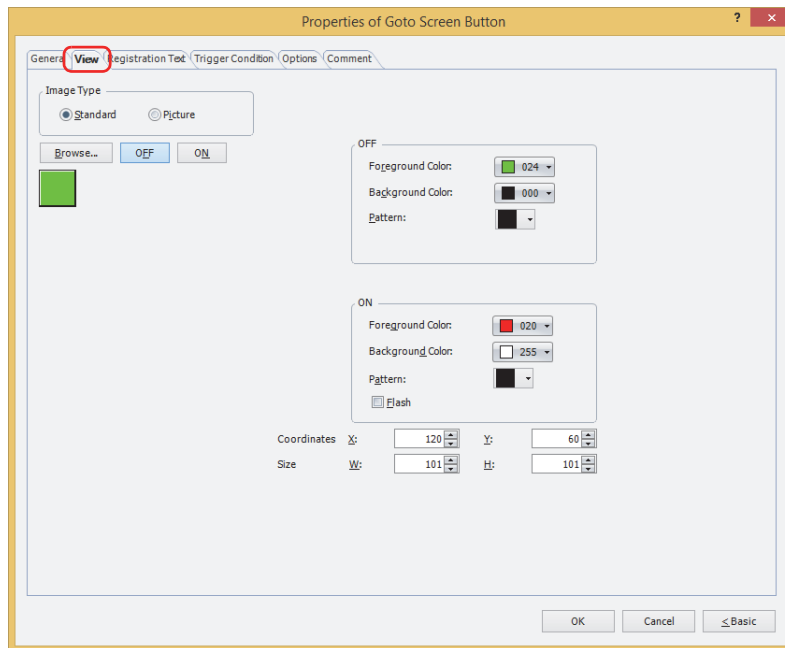 Properties of Goto Screen Button
? ×
General View Registration Text Trigger Condition Options Comment
Image Type
Standard Picture
Browse... OFF ON
OFF
Foreground Color: 024
Background Color: 000
Pattern:
ON
Foreground Color: 020
Background Color: 255
Pattern:
Flash
Coordinates X: 120 Y: 60
Size W: 101 H: 101
OK Cancel < Basic